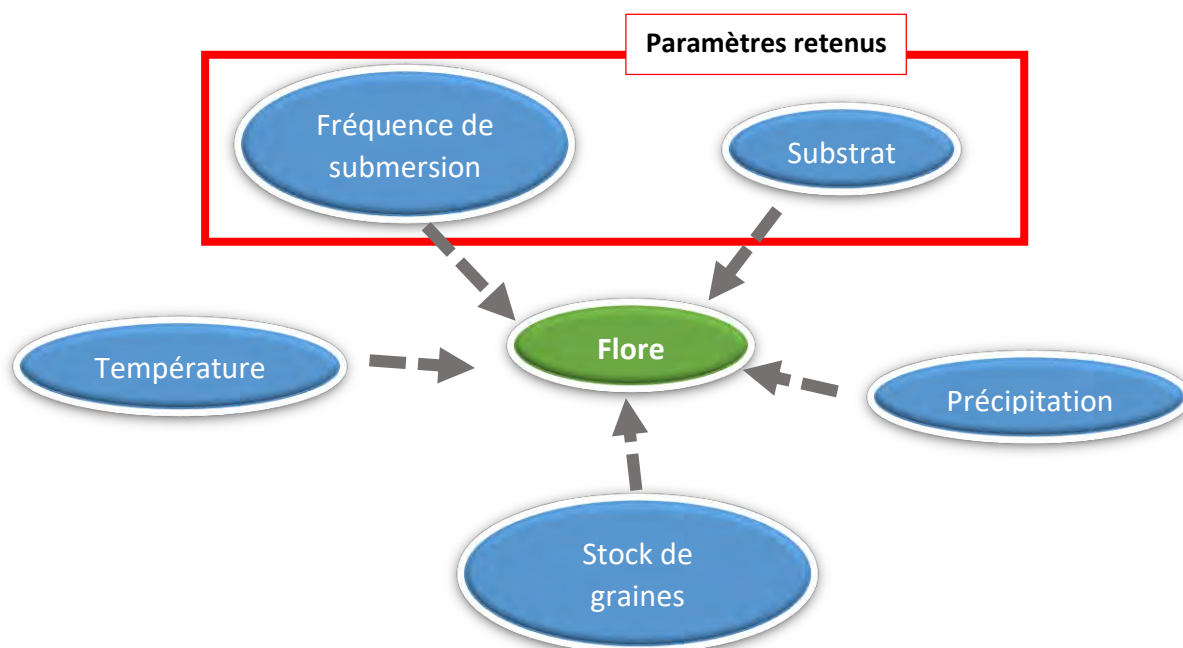 Paramètres retenus
Fréquence de
submersion
Substrat
Flore
Température
Précipitation
Stock de
graines